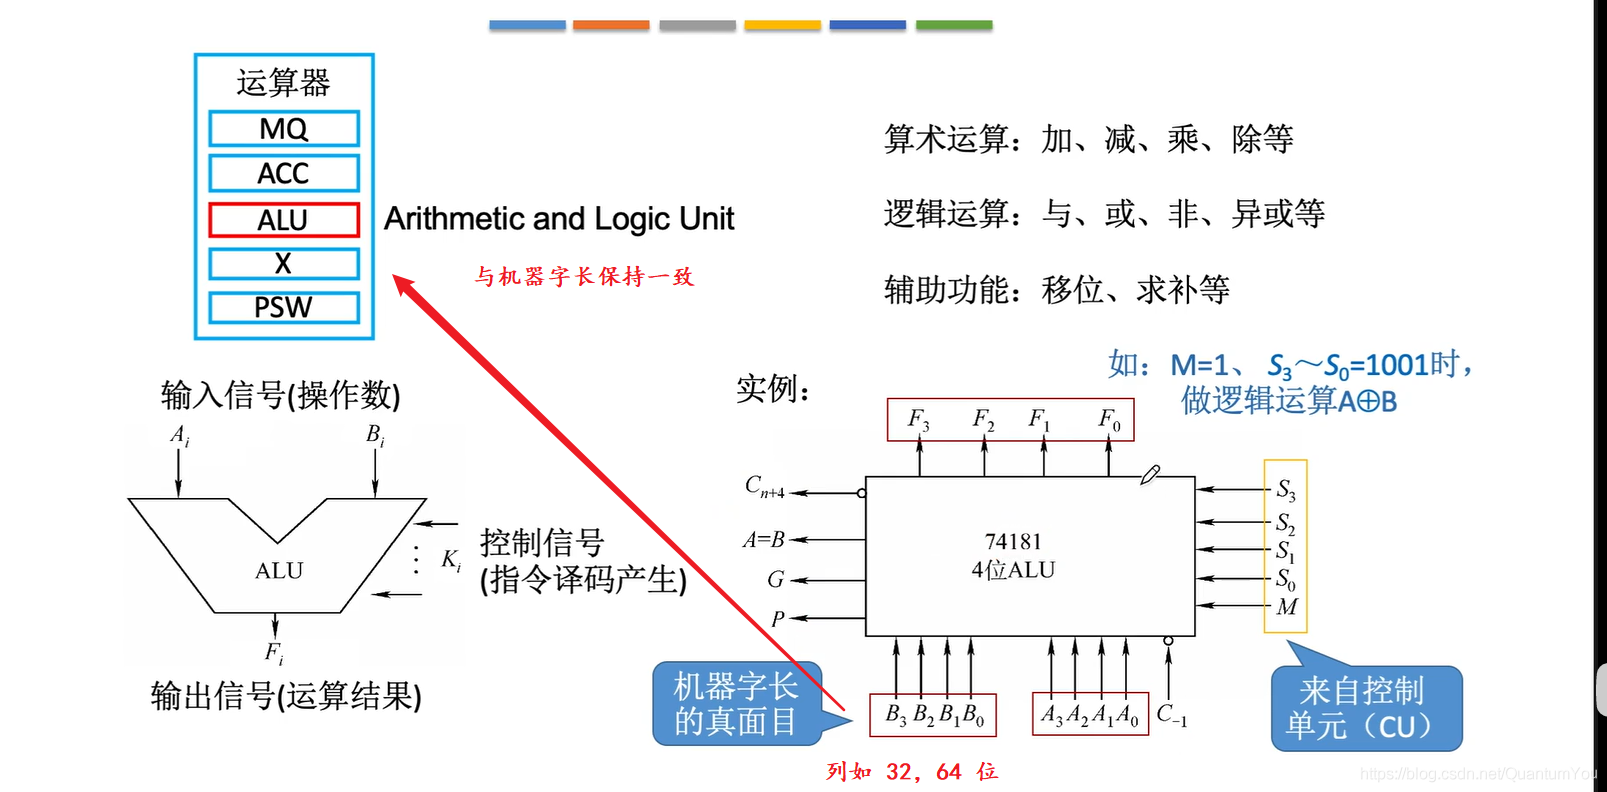 运算器
MQ
ACC
ALU
X
PSW
Arithmetic and Logic Unit
与机器字长保持一致
算术运算：加、减、乘、除等
逻辑运算：与、或、非、异或等
辅助功能：移位、求补等
如：M=1、 S3～S0=1001时，
做逻辑运算A⊕B
输入信号(操作数)
Ai
Bi
ALU
Ki
控制信号
(指令译码产生)
Fi
输出信号(运算结果)
实例：
F3 F2 F1 F0
Cn+4
A=B
G
P
74181
4位ALU
S3
S2
S1
S0
M
B3 B2 B1 B0
A3 A2 A1 A0
C−1
机器字长
的真面目
来自控制
单元（CU）
列如 32，64 位
https://blog.csdn.net/QuantumYou